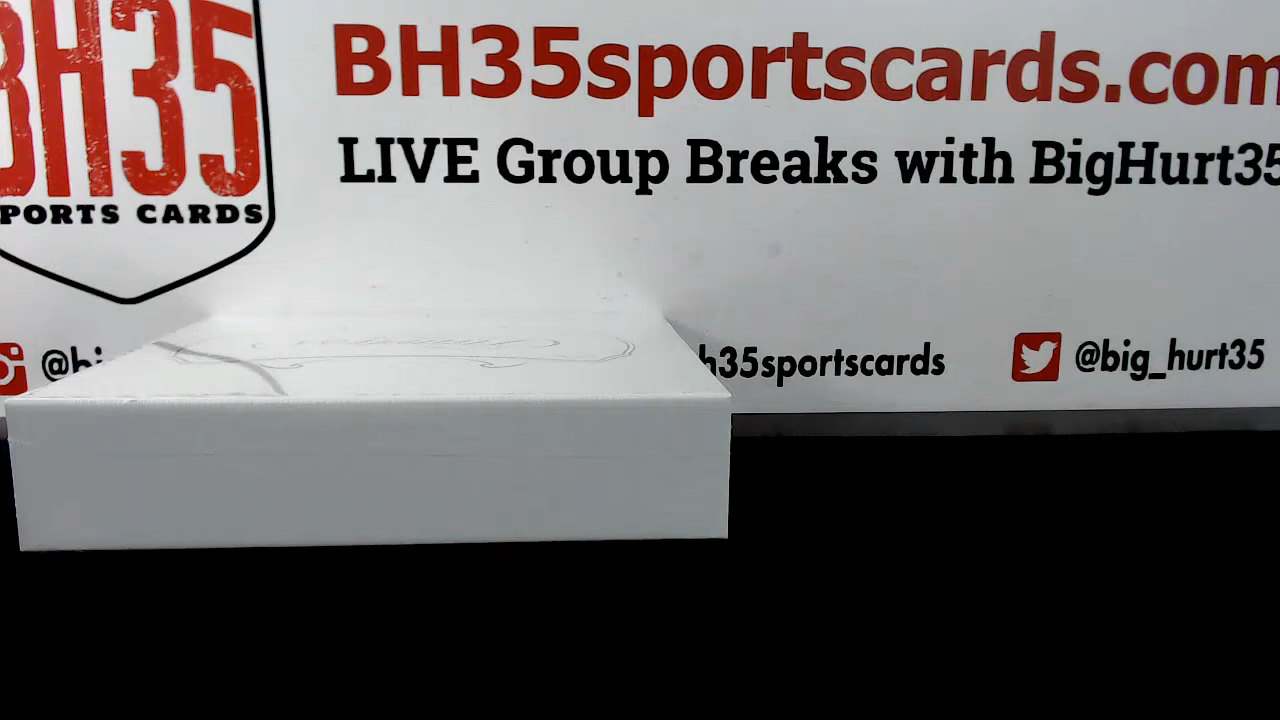 BH35
PORTS CARDS
BH35sportscards.com
LIVE Group Breaks with BigHurt35
@bi
h35sportscards
@big_hurt35